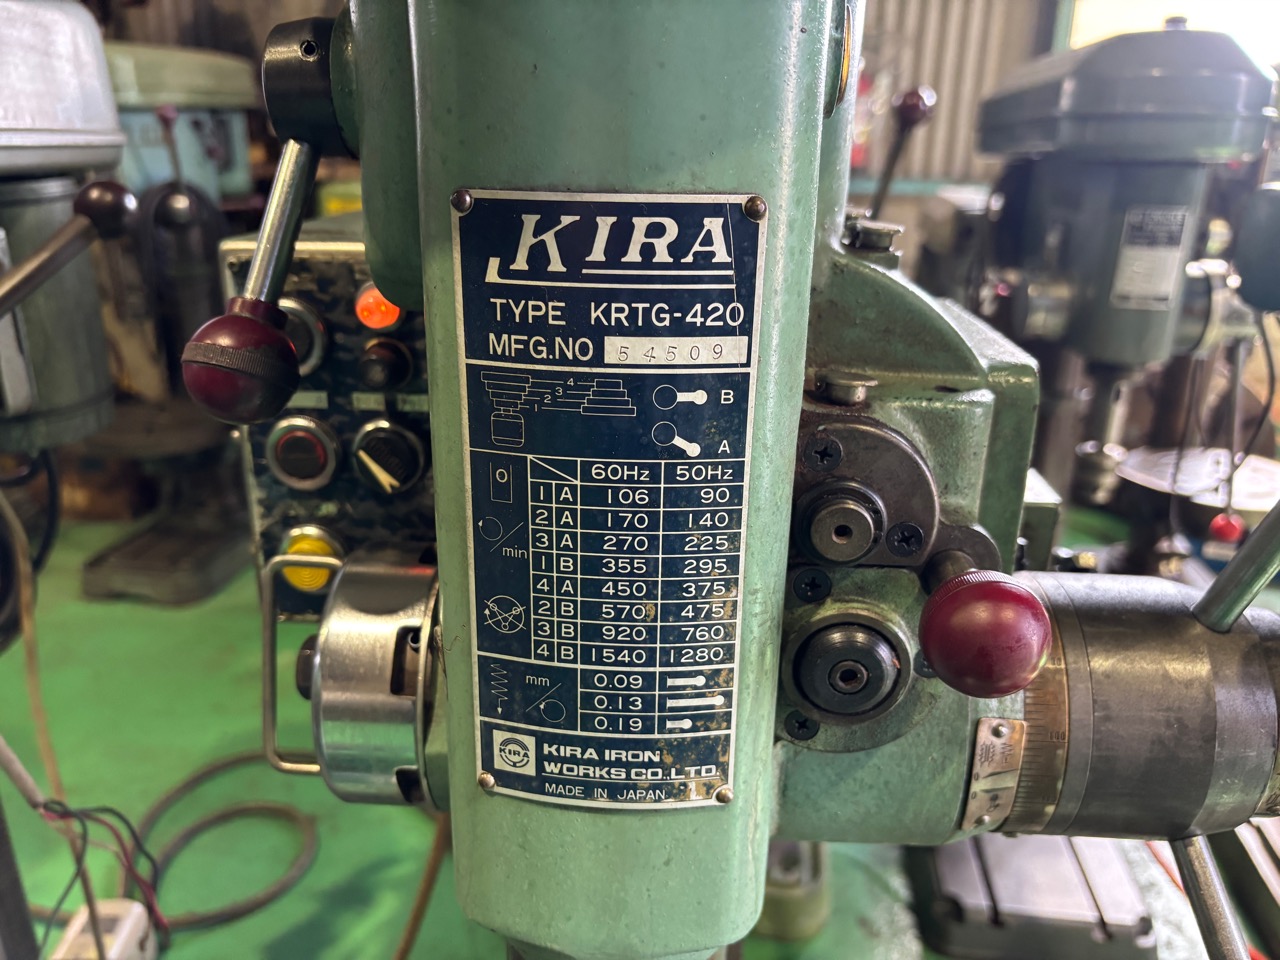 KIRA
TYPE KRTG-420
MFG.NO 54509
4
3
2
1
B
A
60Hz 50Hz
O
1 A 106 90
2 A 170 140
3 A 270 225
min
1 B 355 295
4 A 450 375
2 B 570 475
3 B 920 760
4 B 1540 1280
mm
0.09
0.13
0.19
KIRA
KIRA IRON
WORKS CO.,LTD.
MADE IN JAPAN